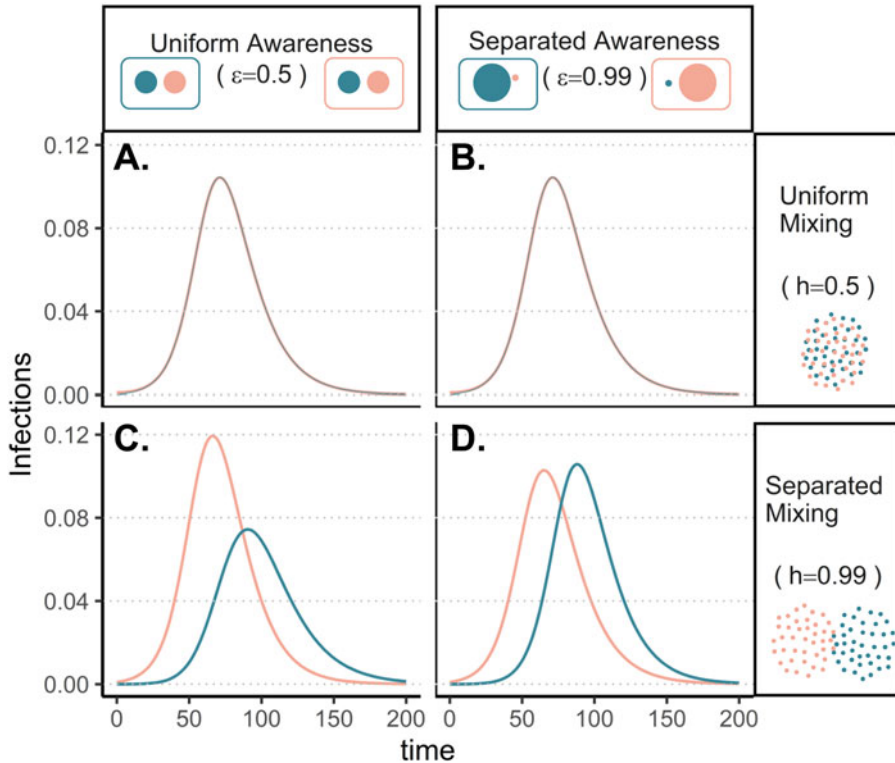 Uniform Awareness
( ε=0.5 )
Separated Awareness
( ε=0.99 )
A.
B.
0.12
0.08
0.04
0.00
Uniform
Mixing
( h=0.5 )
Infections
C.
D.
0.12
0.08
0.04
0.00
Separated
Mixing
( h=0.99 )
0 50 100 150 200
0 50 100 150 200
time